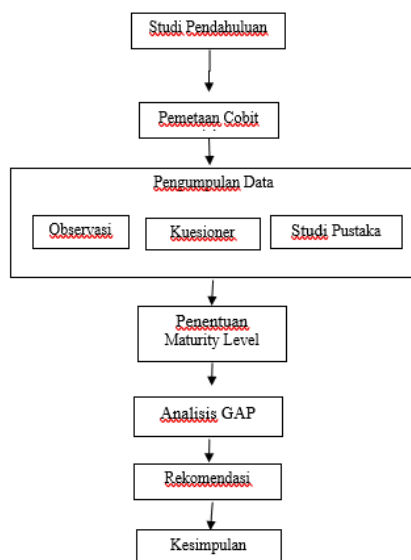 Studi Pendahuluan
Pemetaan Cobit
Pengumpulan Data
Observasi
Kuesioner
Studi Pustaka
Penentuan
Maturity Level
Analisis GAP
Rekomendasi
Kesimpulan